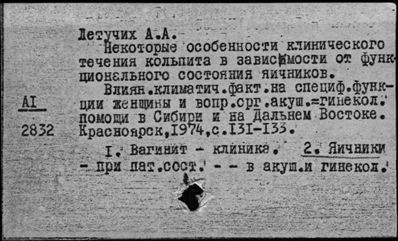 Летучих А.А.
Некоторые особенности клинического
течения кольпита в зависимости от функ-
ционального состояния яичников.
Влиян.климатич.факт.на специф.функ-
ции женщины и вопр.срг.акуш.=гинекол.
AI
помощи в Сибири и на Дальнем Востоке.
2832
Красноярск,1974,с.131-133.
1. Вагинит - клиника. 2. Яичники
- при пат.сост. - - в акуш.и гинекол.